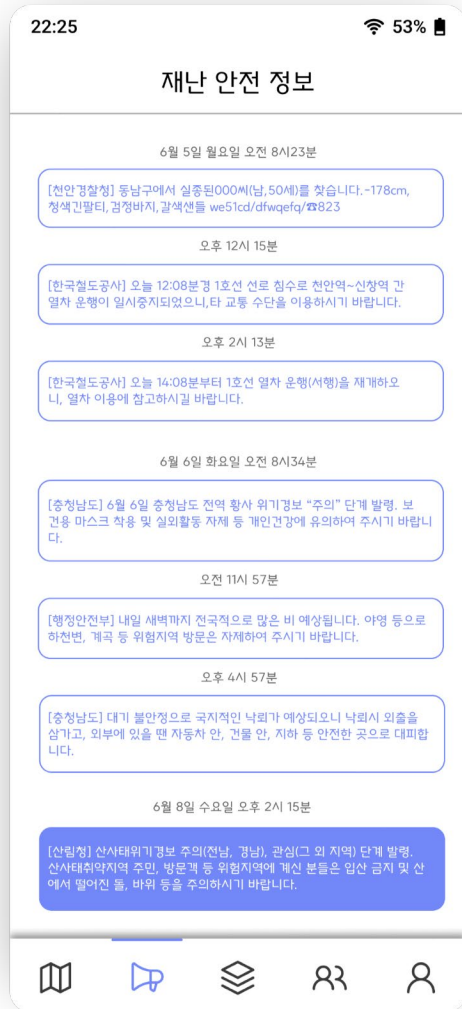 22:25
53%
재난 안전 정보
6월 5일 월요일 오전 8시23분
[천안경찰청] 동남구에서 실종된000씨(남,50세)를 찾습니다.-178cm,
청색긴팔티,검정바지,갈색샌들 we51cd/dfwqefq/☎823
오후 12시 15분
[한국철도공사] 오늘 12:08분경 1호선 선로 침수로 천안역~신창역 간
열차 운행이 일시중지되었으니,타 교통 수단을 이용하시기 바랍니다.
오후 2시 13분
[한국철도공사] 오늘 14:08분부터 1호선 열차 운행(서행)을 재개하오
니, 열차 이용에 참고하시길 바랍니다.
6월 6일 화요일 오전 8시34분
[충청남도] 6월 6일 충청남도 전역 황사 위기경보 "주의" 단계 발령. 보
건용 마스크 착용 및 실외활동 자제 등 개인건강에 유의하여 주시기 바랍니
다.
오전 11시 57분
[행정안전부] 내일 새벽까지 전국적으로 많은 비 예상됩니다. 야영 등으로
하천변, 계곡 등 위험지역 방문은 자제하여 주시기 바랍니다.
오후 4시 57분
[충청남도] 대기 불안정으로 국지적인 낙뢰가 예상되오니 낙뢰시 외출을
삼가고, 외부에 있을 땐 자동차 안, 건물 안, 지하 등 안전한 곳으로 대피합
니다.
6월 8일 수요일 오후 2시 15분
[산림청] 산사태위기경보 주의(전남, 경남), 관심(그 외 지역) 단계 발령.
산사태취약지역 주민, 방문객 등 위험지역에 계신 분들은 입산 금지 및 산
에서 떨어진 돌, 바위 등을 주의하시기 바랍니다.